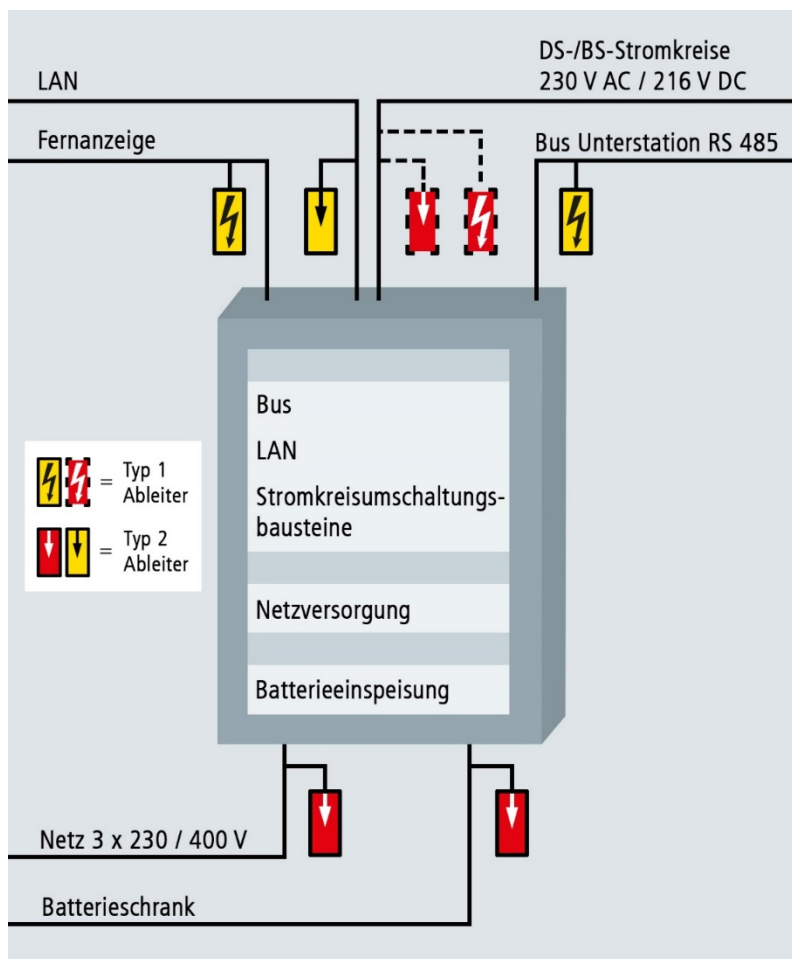 DS-/BS-Stromkreise
230 V AC / 216 V DC
LAN
Fernanzeige
Bus Unterstation RS 485
Bus
LAN
Stromkreisumschaltungs-
bausteine
Netzversorgung
Batterieeinspeisung
= Typ 1
Ableiter
= Typ 2
Ableiter
Netz 3 x 230 / 400 V
Batterieschrank